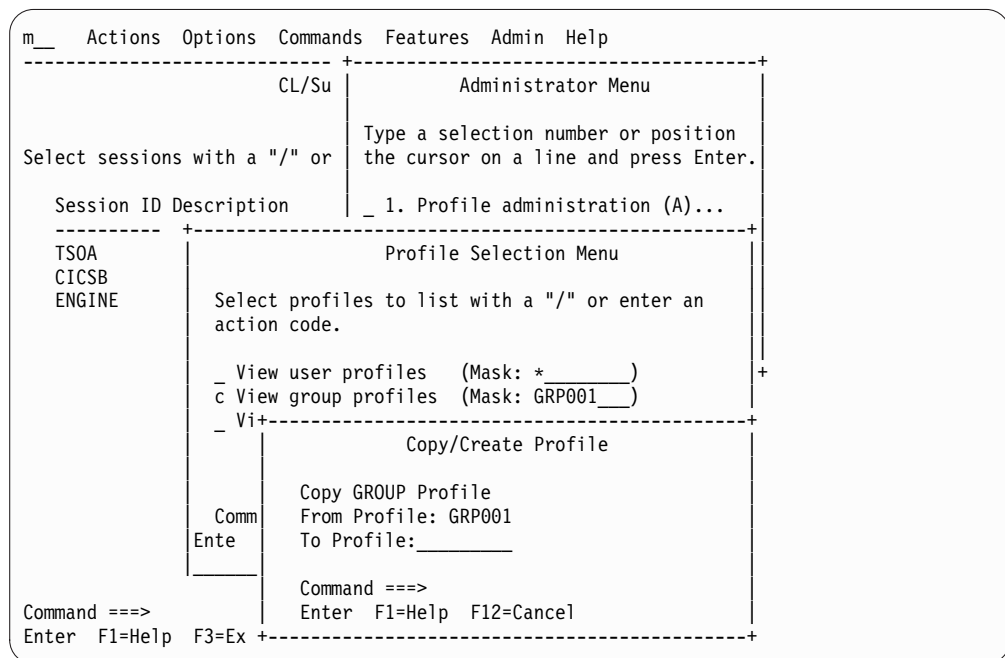 m__ Actions Options Commands Features Admin Help
----------------------------- +--------------------------------------+
CL/Su | Administrator Menu |
| Type a selection number or position
Select sessions with a "/" or | the cursor on a line and press Enter.|
Session ID Description | _ 1. Profile administration (A)... |
---------- +----------------------------------------------------+
TSOA | Profile Selection Menu ||
CICSB
ENGINE | Select profiles to list with a "/" or enter an ||
| action code. ||
| _ View user profiles (Mask: *________) |+
| c View group profiles (Mask: GRP001___) |
| _ Vi+---------------------------------------------+
| | Copy/Create Profile |
| | Copy GROUP Profile |
| Comm| From Profile: GRP001 |
|Ente | To Profile:_________ |
|______|
| Command ===> |
Command ===> | Enter F1=Help F12=Cancel |
Enter F1=Help F3=Ex +---------------------------------------------+